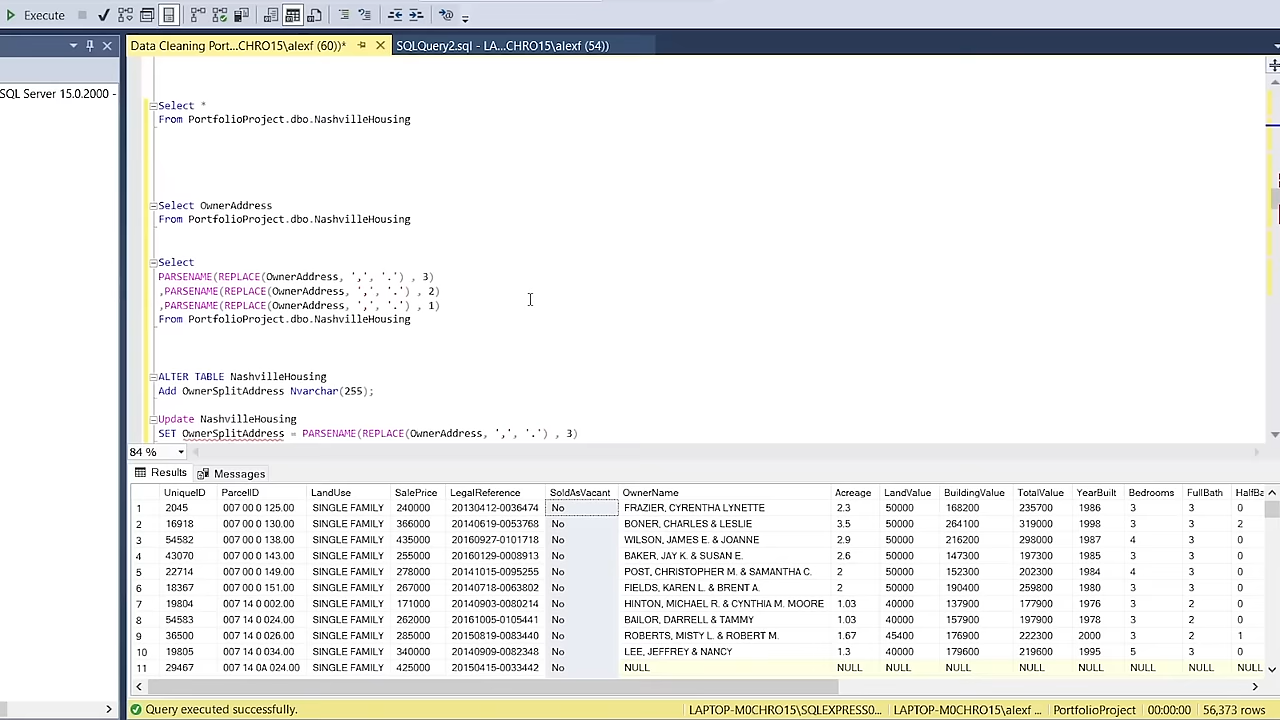 Execute
Data Cleaning Port...CHRO15\alexf (60))* SQLQuery2.sql - LA...CHRO15\alexf (54))
SQL Server 15.0.2000 -
Select *
From PortfolioProject.dbo.NashvilleHousing
Select OwnerAddress
From PortfolioProject.dbo.NashvilleHousing
Select
PARSENAME(REPLACE(OwnerAddress, ',', '.') , 3)
,PARSENAME(REPLACE(OwnerAddress, ',', '.') , 2)
,PARSENAME(REPLACE(OwnerAddress, ',', '.') , 1)
From PortfolioProject.dbo.NashvilleHousing
ALTER TABLE NashvilleHousing
Add OwnerSplitAddress Nvarchar(255);
Update NashvilleHousing
SET OwnerSplitAddress = PARSENAME(REPLACE(OwnerAddress, ',', '.') , 3)
84 %
Results Messages
UniqueID ParcelID LandUse SalePrice LegalReference SoldAsVacant OwnerName Acreage LandValue BuildingValue TotalValue YearBuilt Bedrooms FullBath HalfBa
1 2045 007 00 0 125.00 SINGLE FAMILY 240000 20130412-0036474 No FRAZIER, CYRENTHA LYNETTE 2.3 50000 168200 235700 1986 3 3 0
2 16918 007 00 0 130.00 SINGLE FAMILY 366000 20140619-0053768 No BONER, CHARLES & LESLIE 3.5 50000 264100 319000 1998 3 3 2
3 54582 007 00 0 138.00 SINGLE FAMILY 435000 20160927-0101718 No WILSON, JAMES E. & JOANNE 2.9 50000 216200 298000 1987 4 3 0
4 43070 007 00 0 143.00 SINGLE FAMILY 255000 20160129-0008913 No BAKER, JAY K. & SUSAN E. 2.6 50000 147300 197300 1985 3 3 0
5 22714 007 00 0 149.00 SINGLE FAMILY 278000 20141015-0095255 No POST, CHRISTOPHER M. & SAMANTHA C. 2 50000 152300 202300 1984 4 3 0
6 18367 007 00 0 151.00 SINGLE FAMILY 267000 20140718-0063802 No FIELDS, KAREN L. & BRENT A. 2 50000 190400 259800 1980 3 3 0
7 19804 007 14 0 002.00 SINGLE FAMILY 171000 20140903-0080214 No HINTON, MICHAEL R. & CYNTHIA M. MOORE 1.03 40000 137900 177900 1976 3 2 0
8 54583 007 14 0 024.00 SINGLE FAMILY 262000 20161005-0105441 No BAILOR, DARRELL & TAMMY 1.03 40000 157900 197900 1978 3 2 0
9 36500 007 14 0 026.00 SINGLE FAMILY 285000 20150819-0083440 No ROBERTS, MISTY L. & ROBERT M. 1.67 45400 176900 222300 2000 3 2 1
10 19805 007 14 0 034.00 SINGLE FAMILY 340000 20140909-0082348 No LEE, JEFFREY & NANCY 1.3 40000 179600 219600 1995 5 3 0
11 29467 007 14 0A 024.00 SINGLE FAMILY 425000 20150415-0033442 No NULL NULL NULL NULL NULL NULL NULL NULL NULL
Query executed successfully. LAPTOP-M0CHRO15\SQLEXPRESS0... LAPTOP-M0CHRO15\alexf ... PortfolioProject 00:00:00 56,373 rows